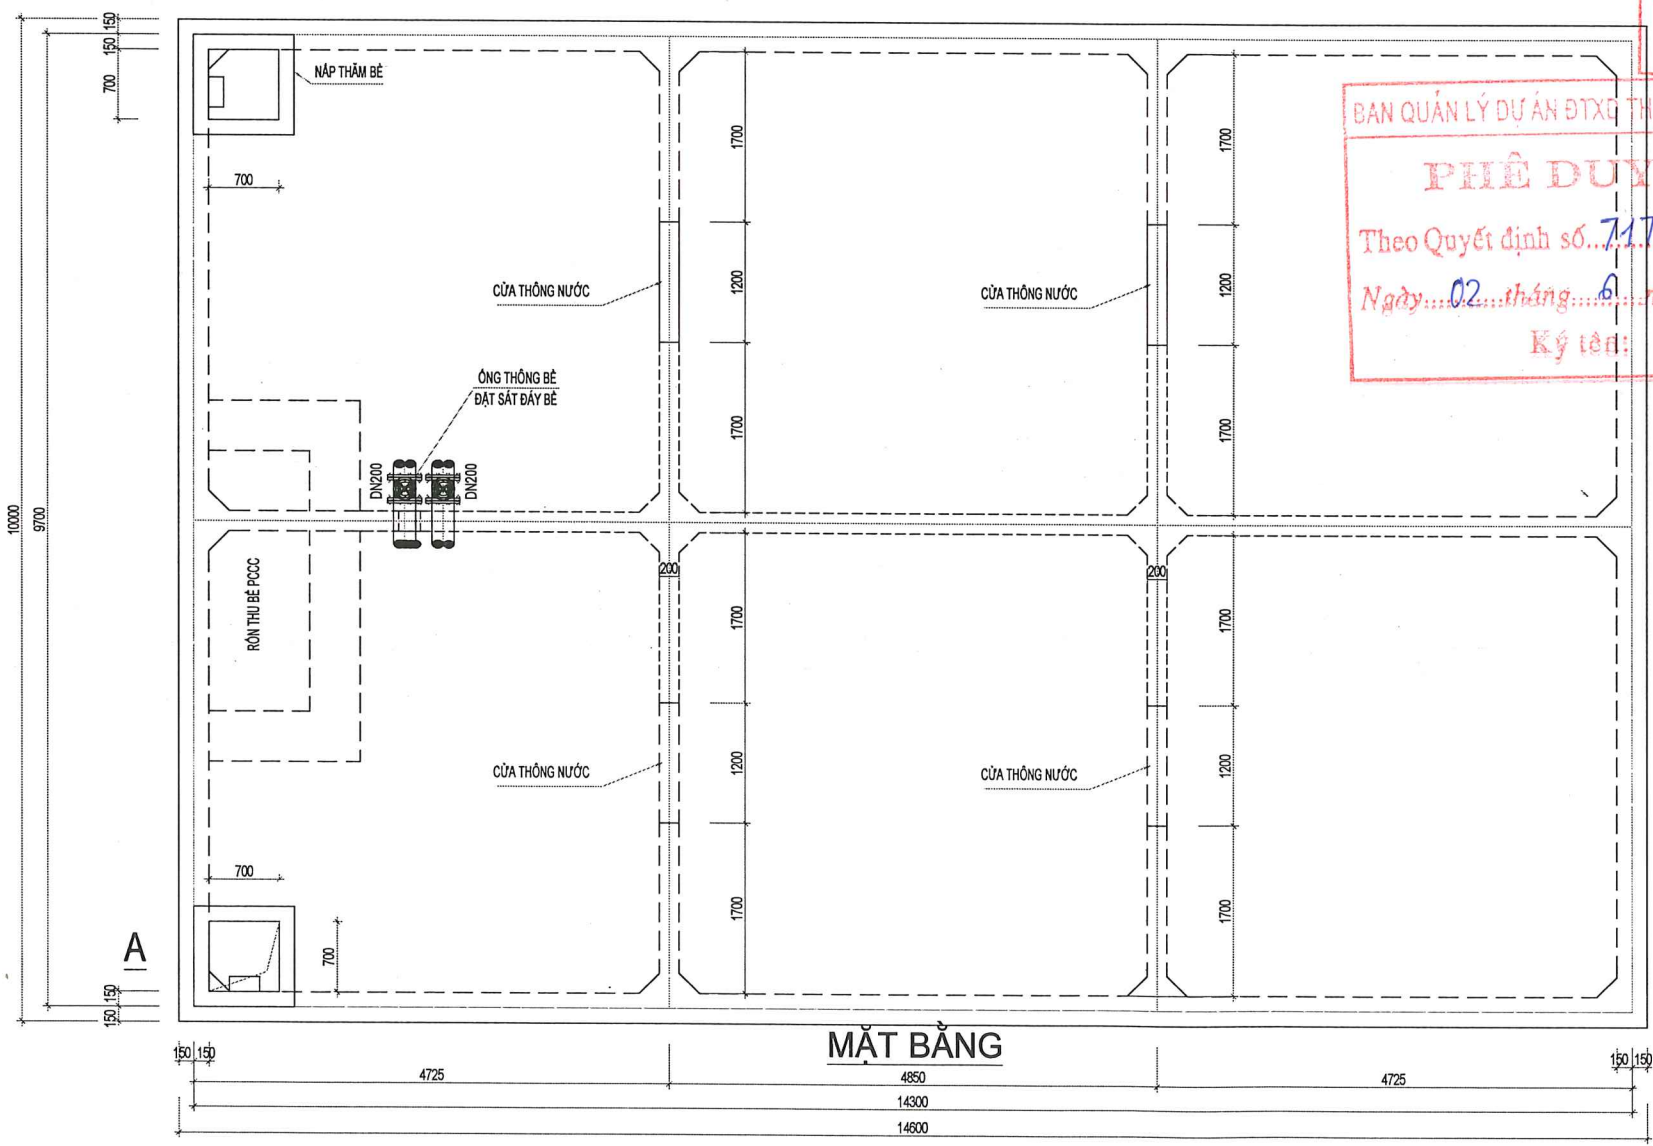 150
150
700
10000
9700
NẮP THĂM BỂ
700
1700
1200
1700
1700
1200
1700
BAN QUẢN LÝ DỰ ÁN ĐTXD
PHÊ
Theo Quyết định số...717
Ngày...02...tháng...6
Ký tên:
CỬA THÔNG NƯỚC
CỬA THÔNG NƯỚC
ỐNG THÔNG BỂ
ĐẶT SÁT ĐÁY BỂ
DN200
DN200
RỐN THU BỂ PCCC
200
200
1700
1200
1700
1700
1200
1700
CỬA THÔNG NƯỚC
CỬA THÔNG NƯỚC
700
700
A
150
150
MẶT BẰNG
150
150
4725
4850
4725
150
150
14300
14600